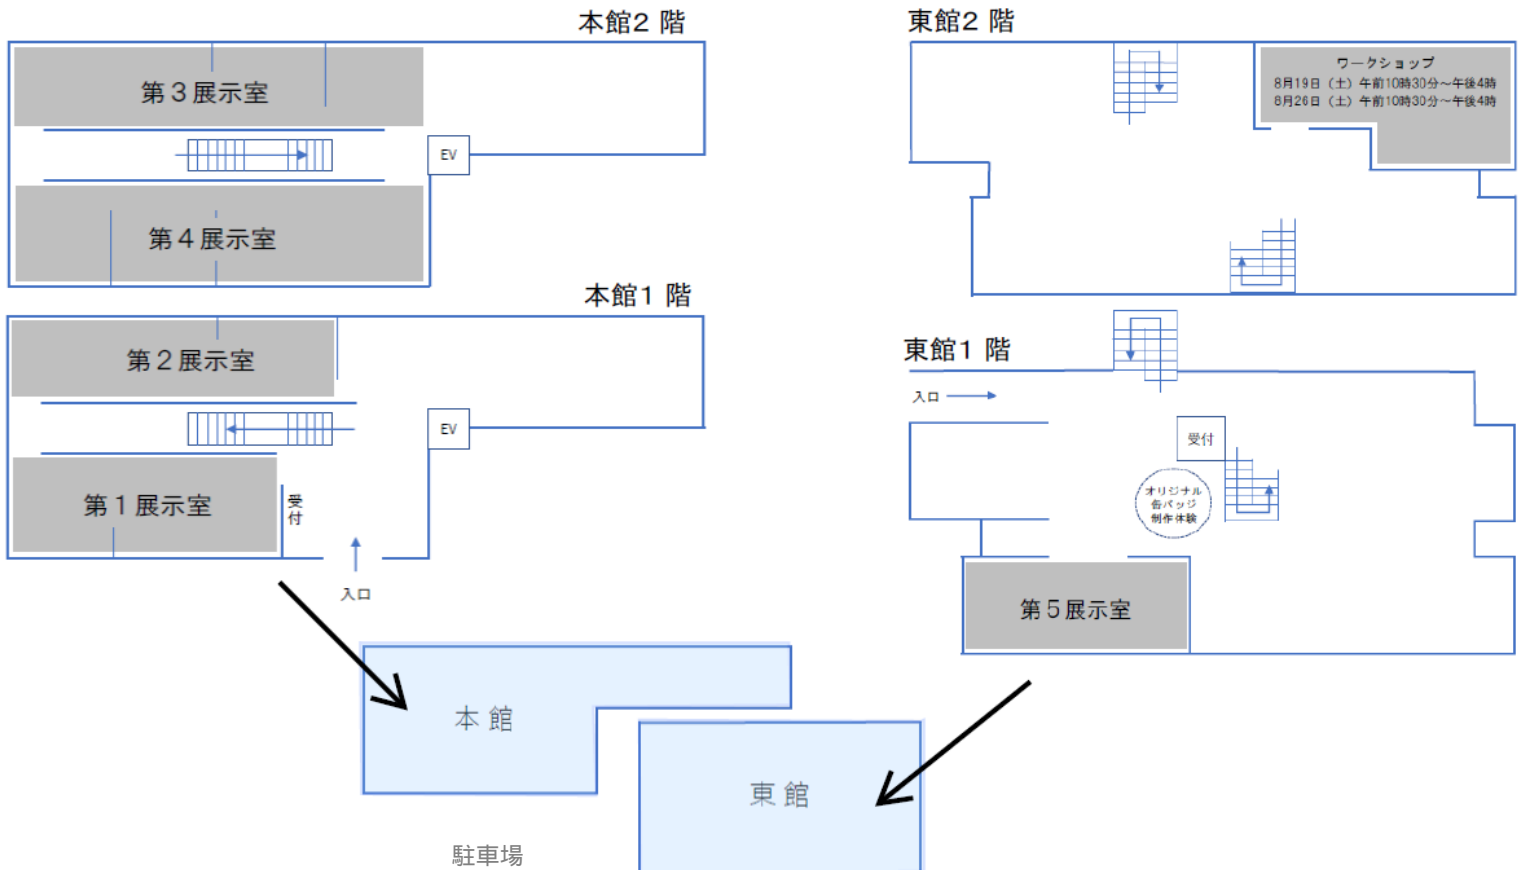 本館2 階
第３展示室
EV
第４展示室
本館1 階
第２展示室
EV
第１展示室
受付
入口
東館2 階
ワークショップ
8月19日（土）午前10時30分～午後4時
8月26日（土）午前10時30分～午後4時
東館1 階
入口
受付
オリジナル
缶バッジ
制作体験
第５展示室
本館
東館
駐車場